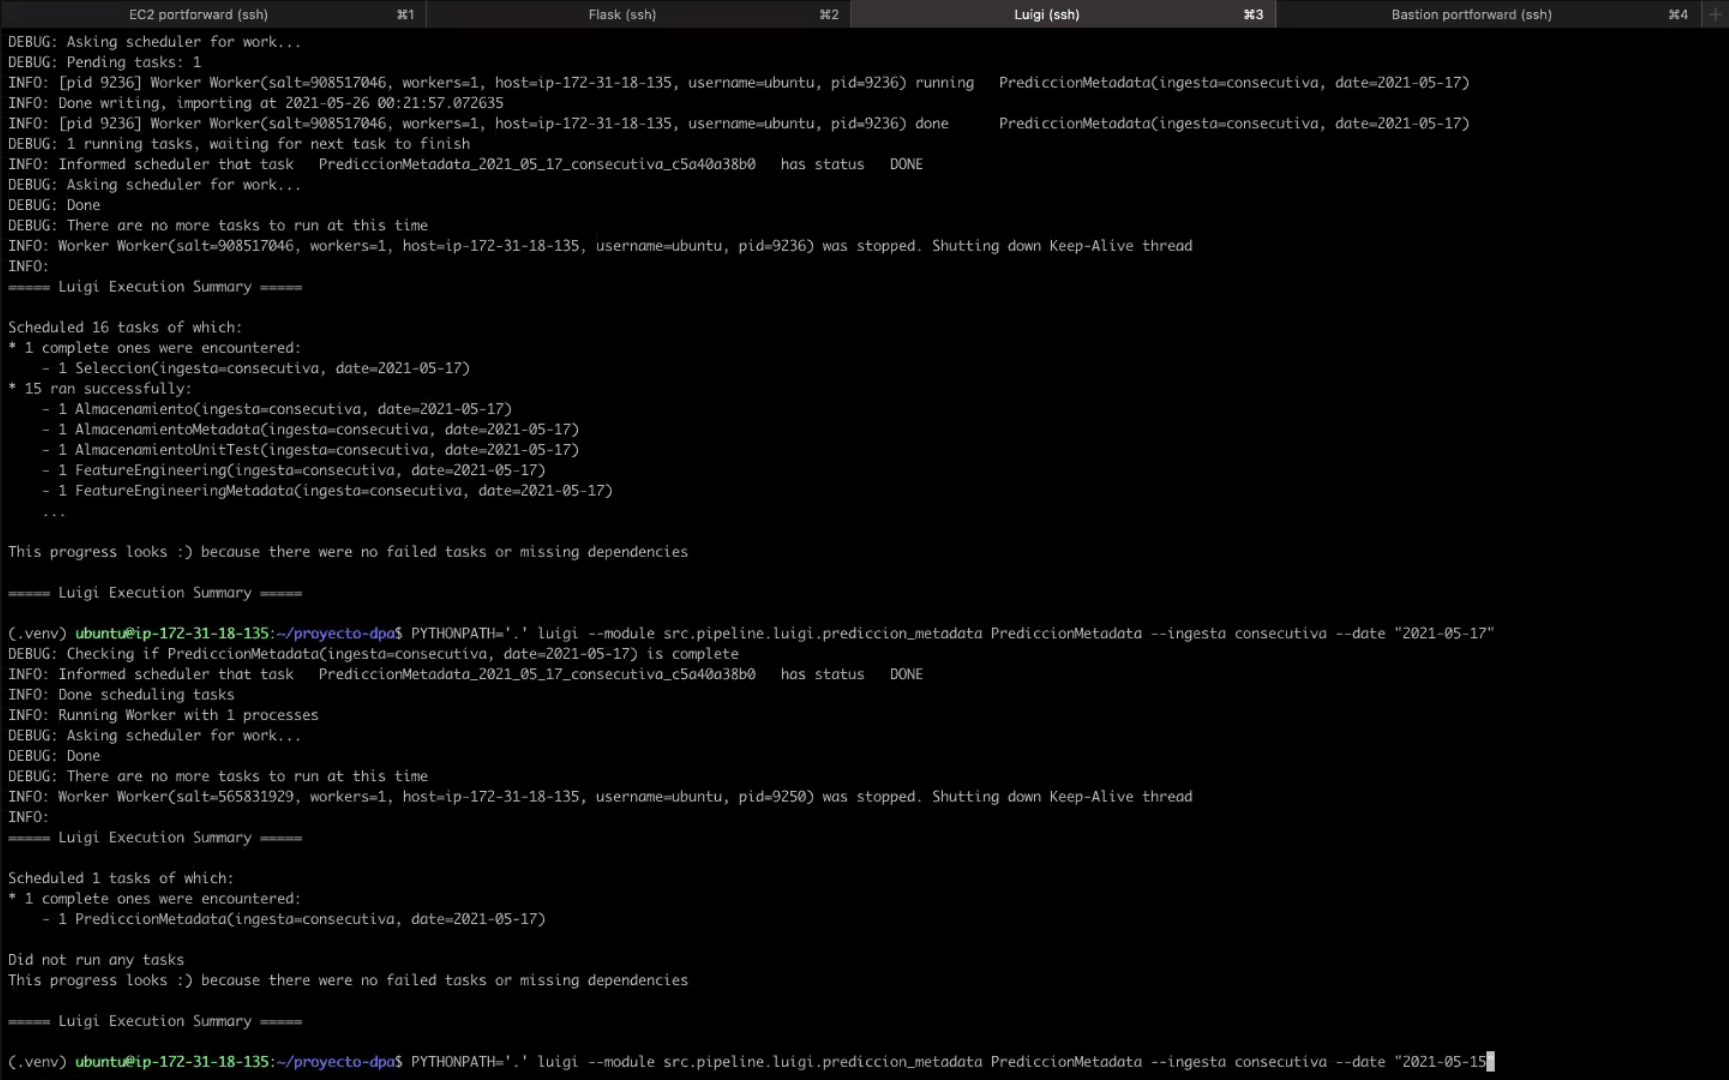 EC2 portforward (ssh) ⌘1 Flask (ssh) ⌘2 Luigi (ssh) ⌘3 Bastion portforward (ssh) ⌘4 +
DEBUG: Asking scheduler for work...
DEBUG: Pending tasks: 1
INFO: [pid 9236] Worker Worker(salt=908517046, workers=1, host=ip-172-31-18-135, username=ubuntu, pid=9236) running   PrediccionMetadata(ingesta=consecutiva, date=2021-05-17)
INFO: Done writing, importing at 2021-05-26 00:21:57.072635
INFO: [pid 9236] Worker Worker(salt=908517046, workers=1, host=ip-172-31-18-135, username=ubuntu, pid=9236) done      PrediccionMetadata(ingesta=consecutiva, date=2021-05-17)
DEBUG: 1 running tasks, waiting for next task to finish
INFO: Informed scheduler that task   PrediccionMetadata_2021_05_17_consecutiva_c5a40a38b0   has status   DONE
DEBUG: Asking scheduler for work...
DEBUG: Done
DEBUG: There are no more tasks to run at this time
INFO: Worker Worker(salt=908517046, workers=1, host=ip-172-31-18-135, username=ubuntu, pid=9236) was stopped. Shutting down Keep-Alive thread
INFO:
===== Luigi Execution Summary =====
Scheduled 16 tasks of which:
* 1 complete ones were encountered:
    - 1 Seleccion(ingesta=consecutiva, date=2021-05-17)
* 15 ran successfully:
    - 1 Almacenamiento(ingesta=consecutiva, date=2021-05-17)
    - 1 AlmacenamientoMetadata(ingesta=consecutiva, date=2021-05-17)
    - 1 AlmacenamientoUnitTest(ingesta=consecutiva, date=2021-05-17)
    - 1 FeatureEngineering(ingesta=consecutiva, date=2021-05-17)
    - 1 FeatureEngineeringMetadata(ingesta=consecutiva, date=2021-05-17)
    ...
This progress looks :) because there were no failed tasks or missing dependencies
===== Luigi Execution Summary =====
(.venv) ubuntu@ip-172-31-18-135:~/proyecto-dpa$ PYTHONPATH='.' luigi --module src.pipeline.luigi.prediccion_metadata PrediccionMetadata --ingesta consecutiva --date "2021-05-17"
DEBUG: Checking if PrediccionMetadata(ingesta=consecutiva, date=2021-05-17) is complete
INFO: Informed scheduler that task   PrediccionMetadata_2021_05_17_consecutiva_c5a40a38b0   has status   DONE
INFO: Done scheduling tasks
INFO: Running Worker with 1 processes
DEBUG: Asking scheduler for work...
DEBUG: Done
DEBUG: There are no more tasks to run at this time
INFO: Worker Worker(salt=565831929, workers=1, host=ip-172-31-18-135, username=ubuntu, pid=9250) was stopped. Shutting down Keep-Alive thread
INFO:
===== Luigi Execution Summary =====
Scheduled 1 tasks of which:
* 1 complete ones were encountered:
    - 1 PrediccionMetadata(ingesta=consecutiva, date=2021-05-17)
Did not run any tasks
This progress looks :) because there were no failed tasks or missing dependencies
===== Luigi Execution Summary =====
(.venv) ubuntu@ip-172-31-18-135:~/proyecto-dpa$ PYTHONPATH='.' luigi --module src.pipeline.luigi.prediccion_metadata PrediccionMetadata --ingesta consecutiva --date "2021-05-15